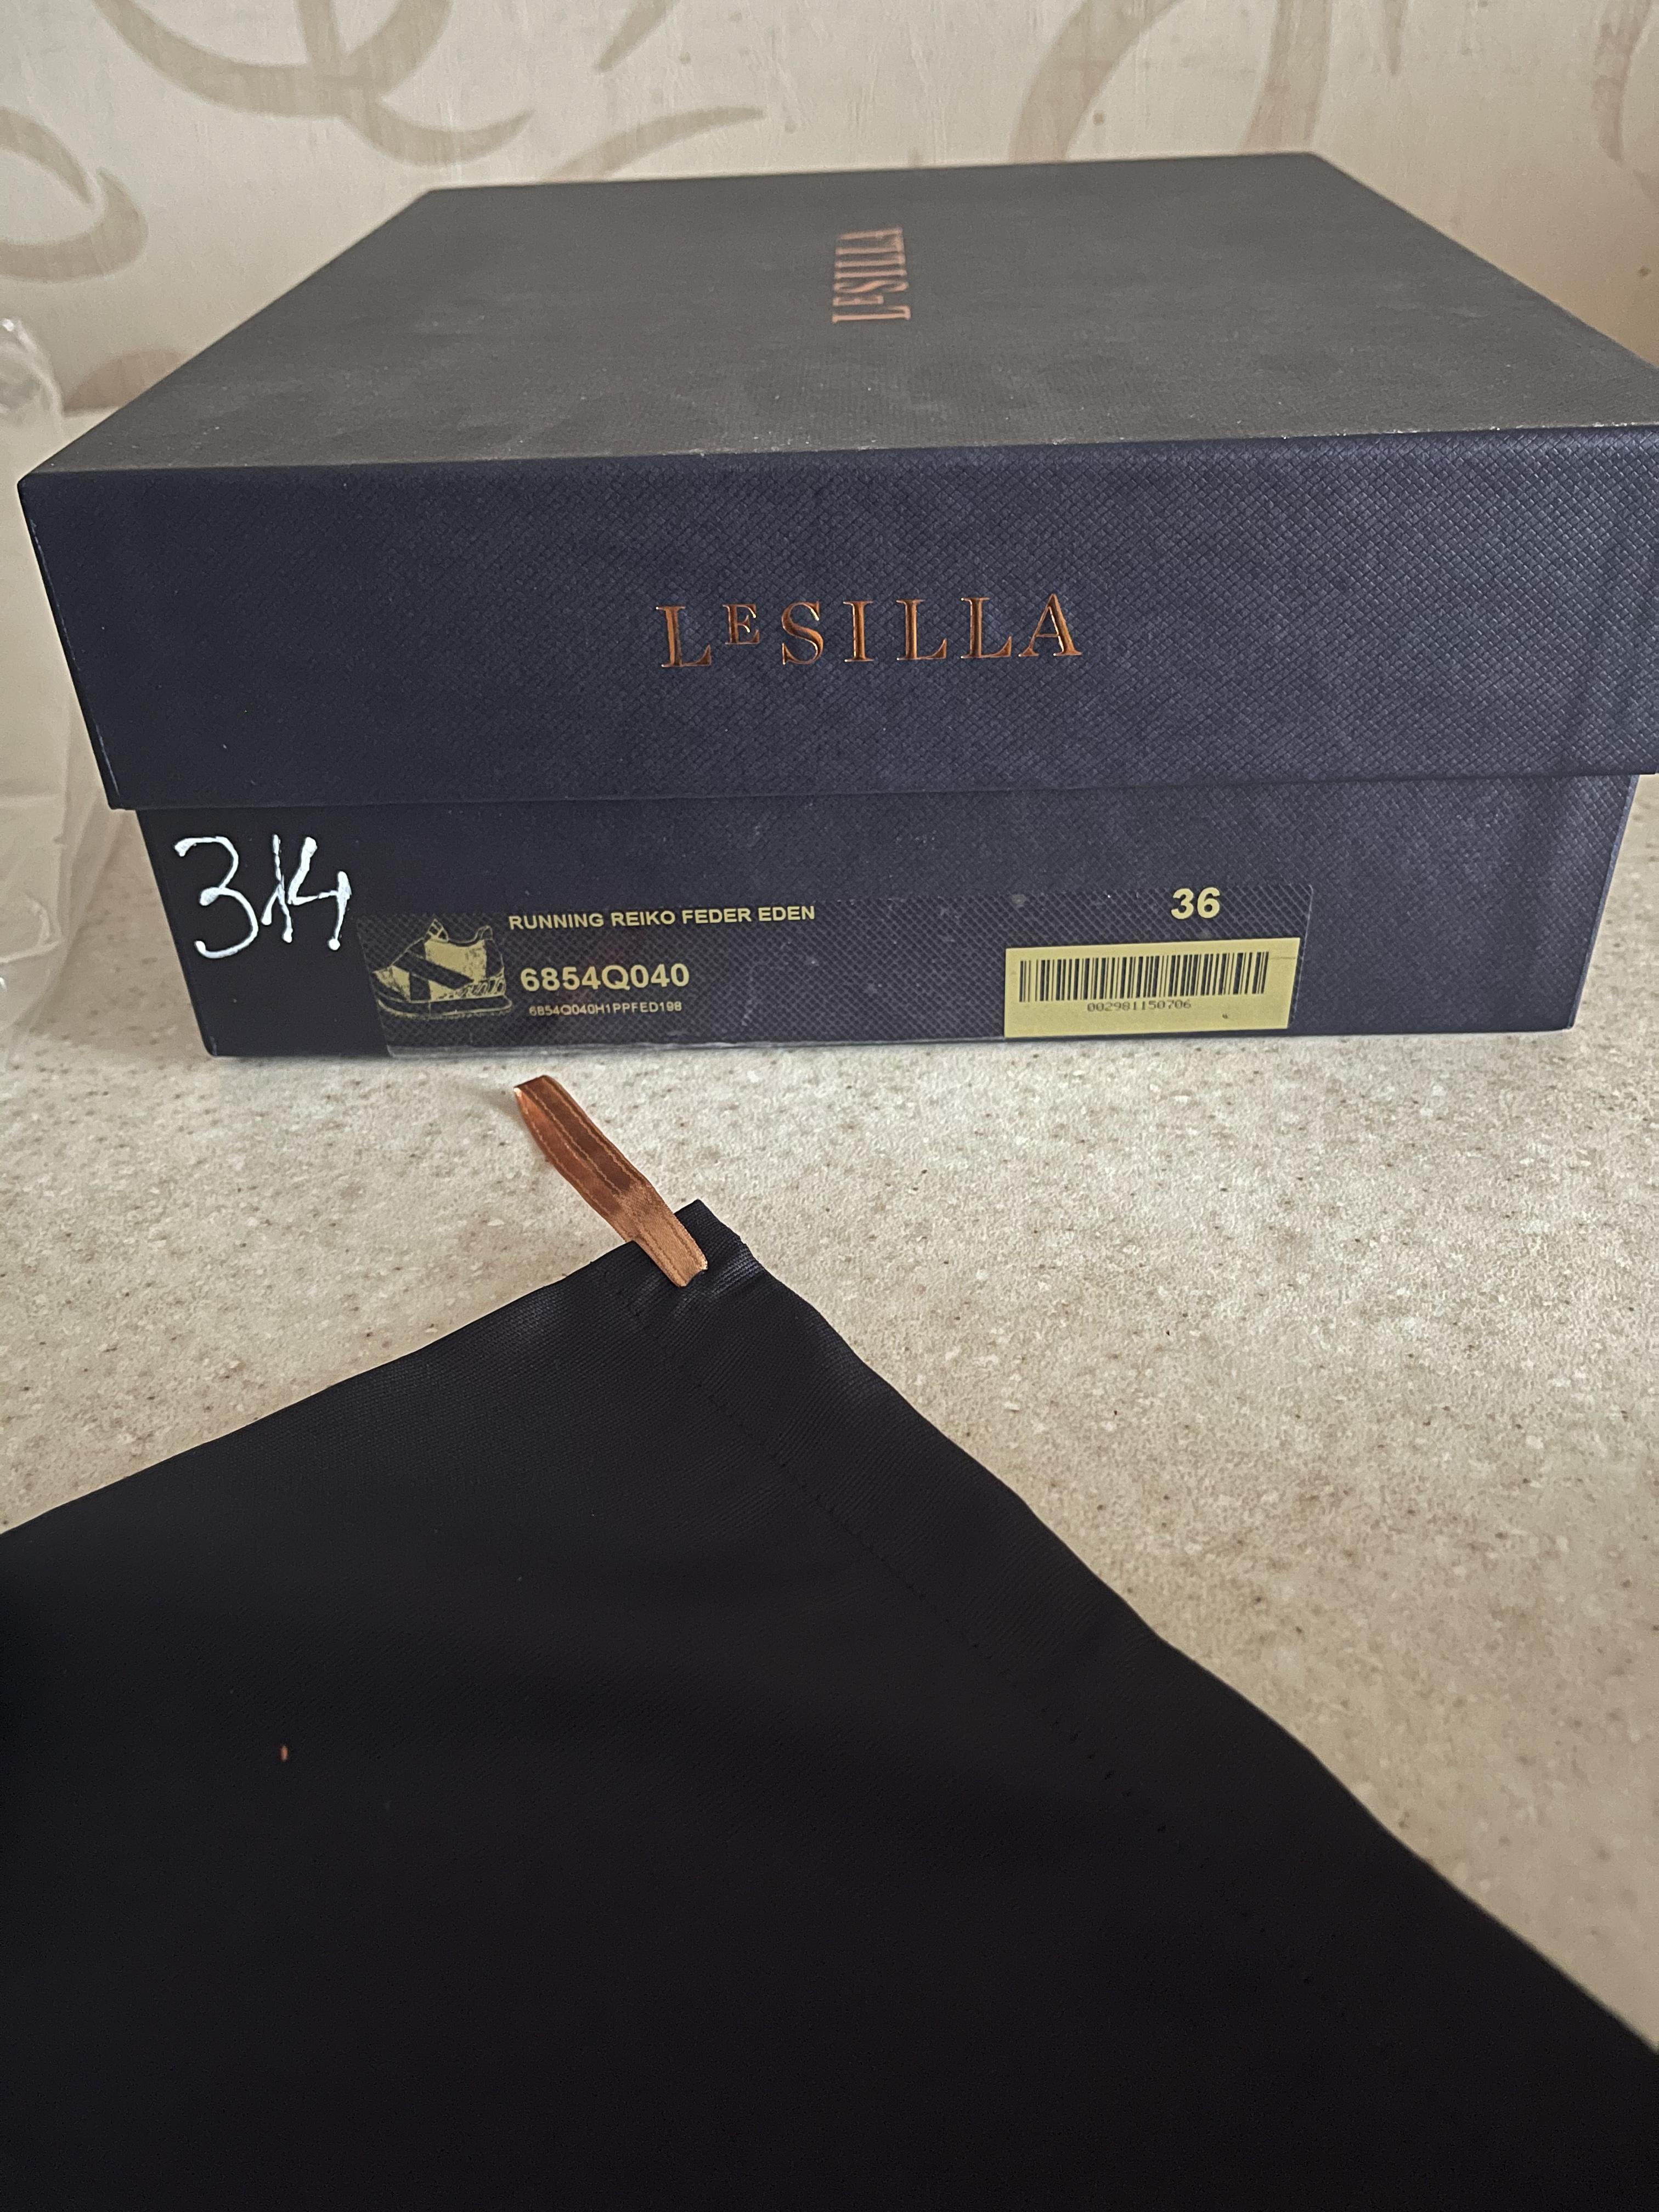 LESILLA
LESILLA
314
RUNNING REIKO FEDER EDEN
36
6854Q040
6854Q040H1PPFED198
002981150706